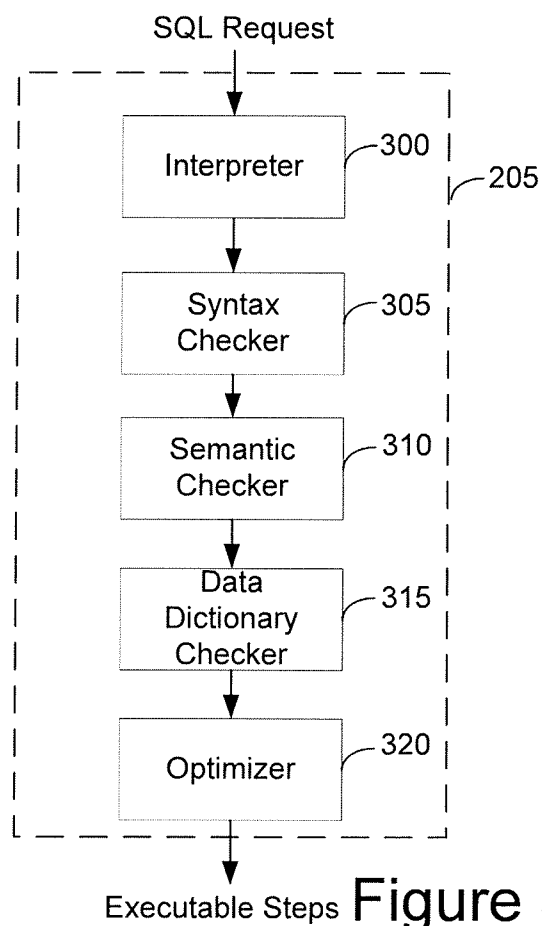 SQL Request
Interpreter
300
205
Syntax
Checker
305
Semantic
Checker
310
Data
Dictionary
Checker
315
Optimizer
320
Executable Steps
Figure